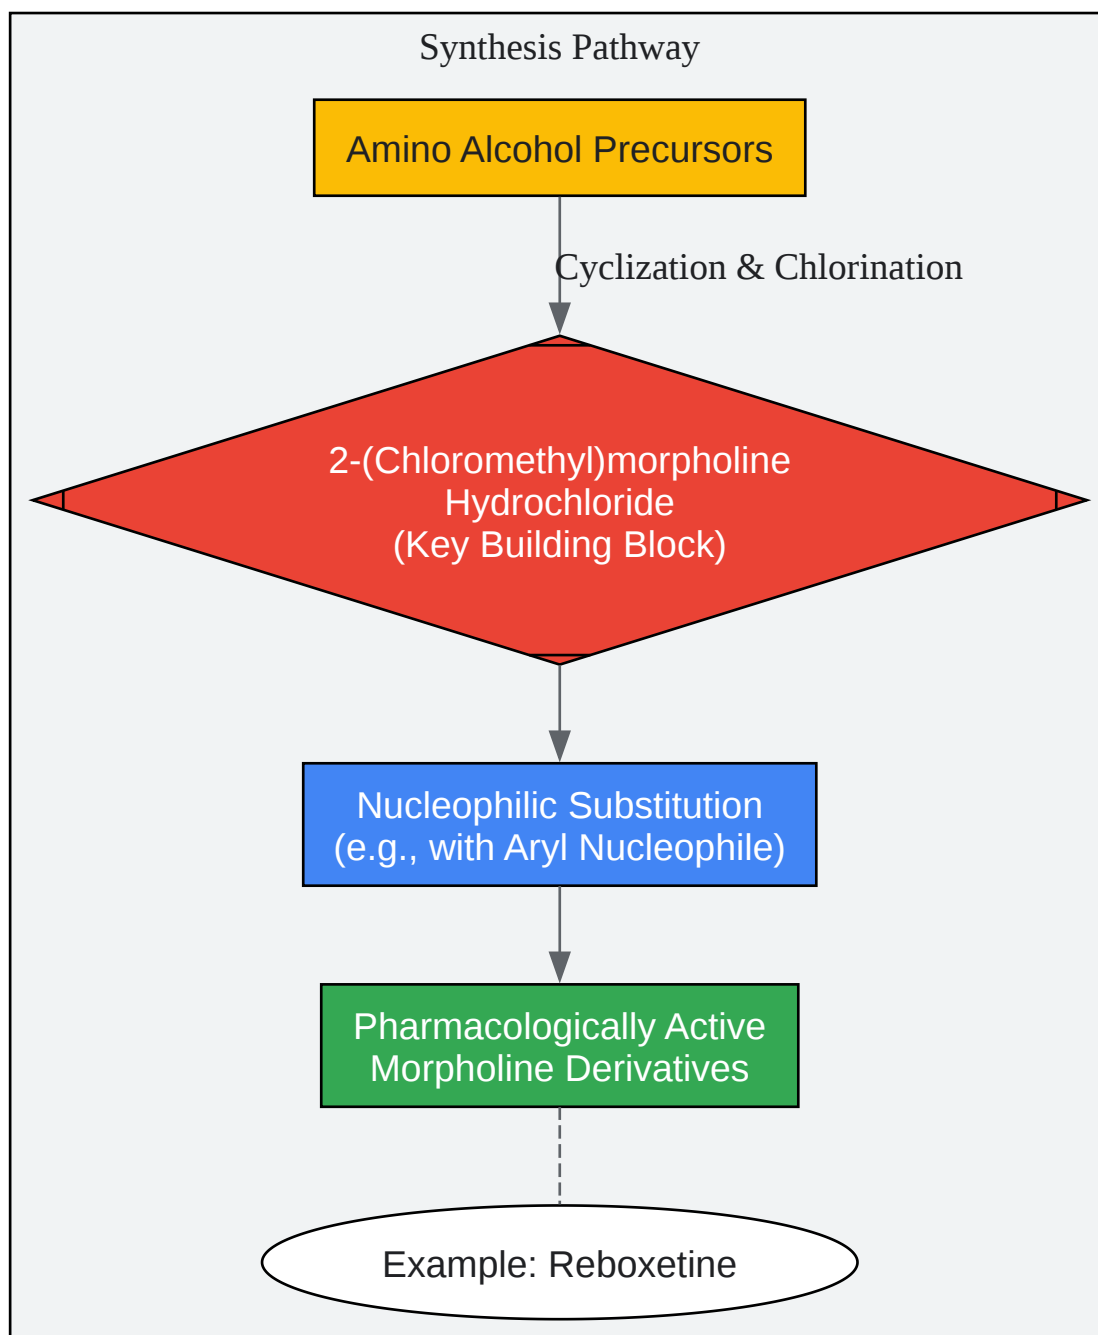 Synthesis Pathway
Amino Alcohol Precursors
Cyclization & Chlorination
2-(Chloromethyl)morpholine
Hydrochloride
(Key Building Block)
Nucleophilic Substitution
(e.g., with Aryl Nucleophile)
Pharmacologically Active
Morpholine Derivatives
Example: Reboxetine